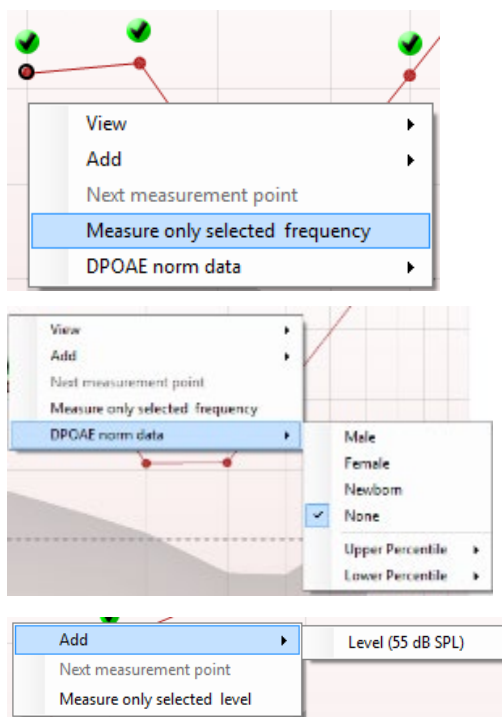 View
Add
Next measurement point
Measure only selected frequency
DPOAE norm data
View
Add
Next measurement point
Measure only selected frequency
DPOAE norm data
Male
Female
Newborn
None
Upper Percentile
Lower Percentile
Add
Level (55 dB SPL)
Next measurement point
Measure only selected level